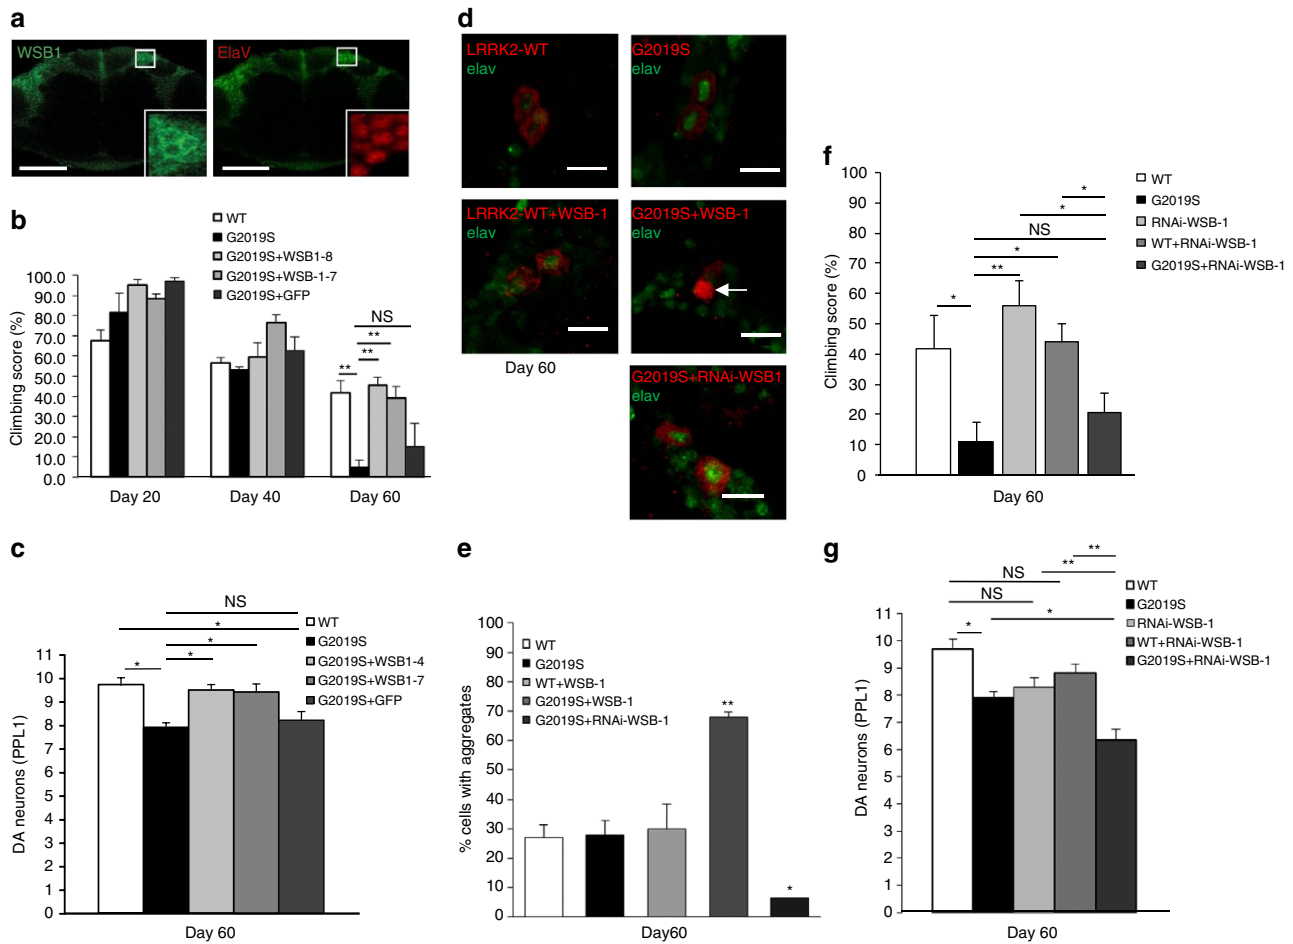 a
WSB1
ElaV
b
WT
G2019S
G2019S+WSB1-8
G2019S+WSB-1-7
G2019S+GFP
Climbing score (%)
100.0
90.0
80.0
70.0
60.0
50.0
40.0
30.0
20.0
10.0
0.0
NS
**
**
**
Day 20
Day 40
Day 60
c
NS
*
*
*
*
WT
G2019S
G2019S+WSB1-4
G2019S+WSB1-7
G2019S+GFP
DA neurons (PPL1)
11
10
9
8
7
6
5
4
3
2
1
0
Day 60
d
LRRK2-WT
elav
G2019S
elav
LRRK2-WT+WSB-1
elav
G2019S+WSB-1
elav
Day 60
G2019S+RNAi-WSB1
elav
e
WT
G2019S
WT+WSB-1
G2019S+WSB-1
G2019S+RNAi-WSB-1
% cells with aggregates
100
90
80
70
60
50
40
30
20
10
0
**
*
Day60
f
Climbing score (%)
100
90
80
70
60
50
40
30
20
10
0
*
*
NS
*
**
*
WT
G2019S
RNAi-WSB-1
WT+RNAi-WSB-1
G2019S+RNAi-WSB-1
Day 60
g
**
**
NS
NS
*
*
WT
G2019S
RNAi-WSB-1
WT+RNAi-WSB-1
G2019S+RNAi-WSB-1
DA neurons (PPL1)
11
10
9
8
7
6
5
4
3
2
1
0
Day 60